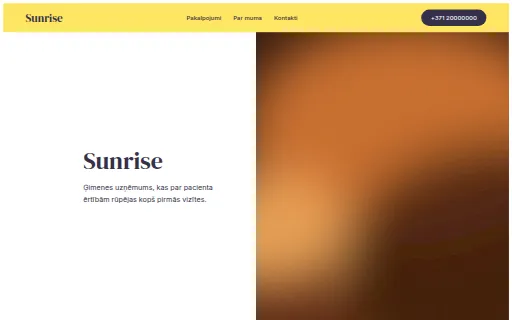 Sunrise
Pakalpojumi
Par mums
Kontakti
+371 20000000
Sunrise
Ģimenes uzņēmums, kas par pacienta
ērtībām rūpējas kopš pirmās vizītes.